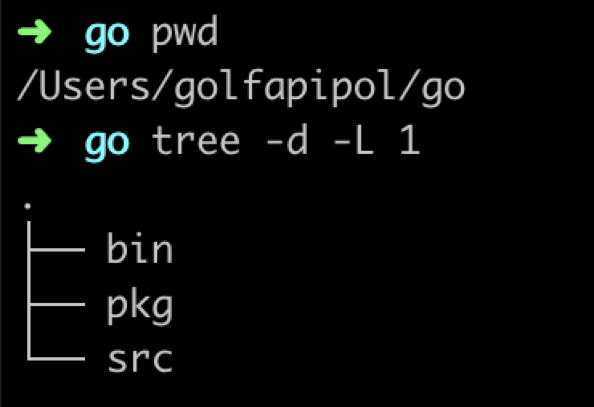 ➜ go pwd
/Users/golfapipol/go
➜ go tree -d -L 1
.
├── bin
├── pkg
└── src